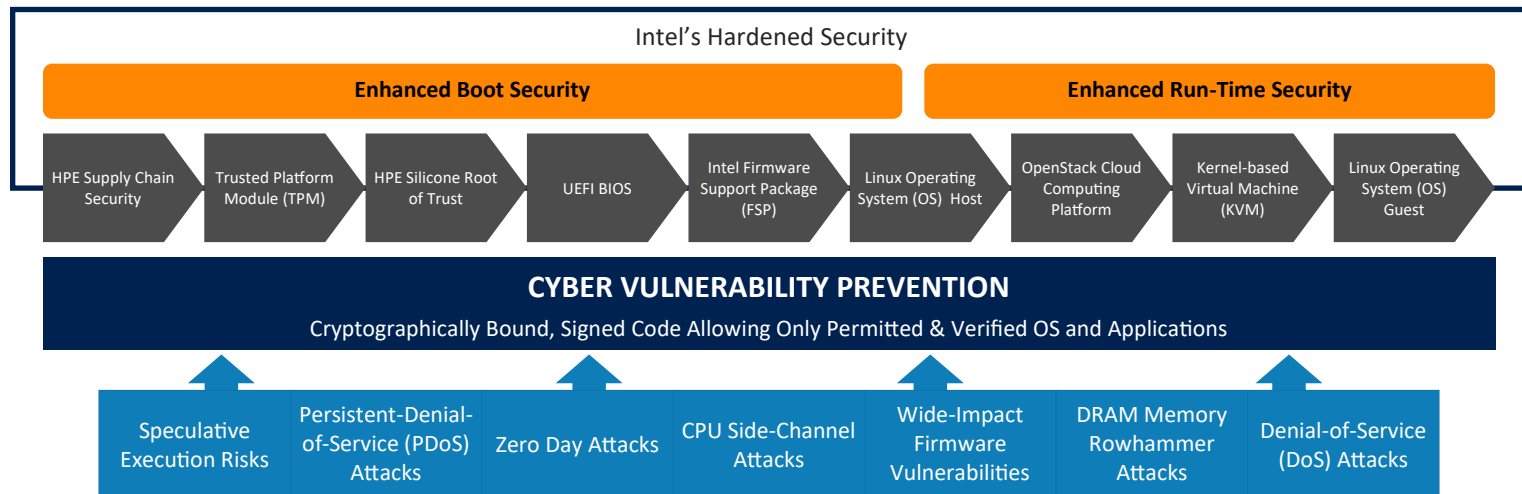 Intel's Hardened Security
Enhanced Boot Security
Enhanced Run-Time Security
HPE Supply Chain
Security
Trusted Platform
Module (TPM)
HPE Silicone Root
of Trust
UEFI BIOS
Intel Firmware
Support Package
(FSP)
Linux Operating
System (OS) Host
OpenStack Cloud
Computing
Platform
Kernel-based
Virtual Machine
(KVM)
Linux Operating
System (OS)
Guest
CYBER VULNERABILITY PREVENTION
Cryptographically Bound, Signed Code Allowing Only Permitted & Verified OS and Applications
Speculative
Execution Risks
Persistent-Denial-
of-Service (PDoS)
Attacks
Zero Day Attacks
CPU Side-Channel
Attacks
Wide-Impact
Firmware
Vulnerabilities
DRAM Memory
Rowhammer
Attacks
Denial-of-Service
(DoS) Attacks